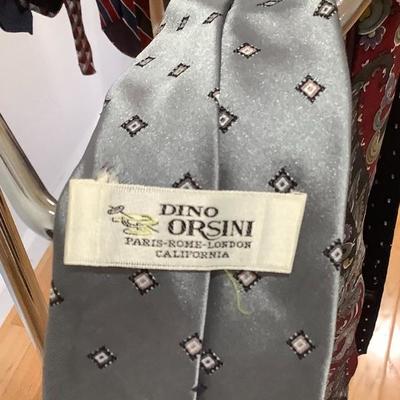 DINO
ORSINI
PARIS-ROME-LONDON
CALIFORNIA